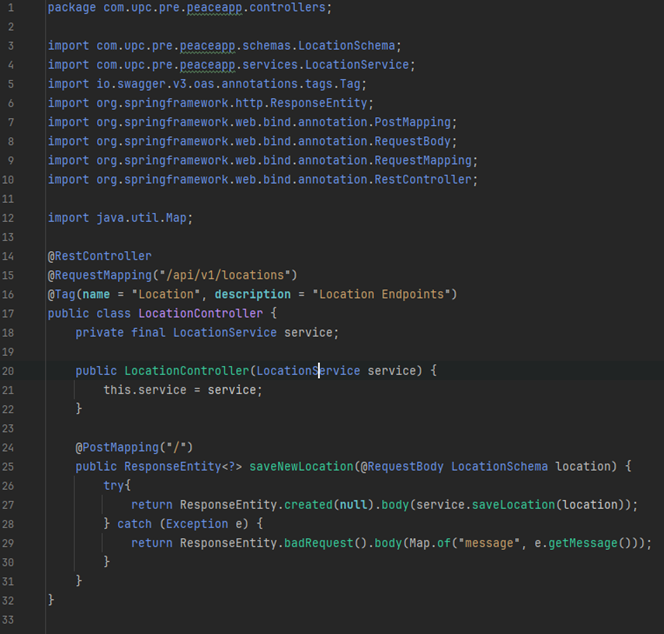 1 package com.upc.pre.peaceapp.controllers;
2
3 import com.upc.pre.peaceapp.schemas.LocationSchema;
4 import com.upc.pre.peaceapp.services.LocationService;
5 import io.swagger.v3.oas.annotations.tags.Tag;
6 import org.springframework.http.ResponseEntity;
7 import org.springframework.web.bind.annotation.PostMapping;
8 import org.springframework.web.bind.annotation.RequestBody;
9 import org.springframework.web.bind.annotation.RequestMapping;
10 import org.springframework.web.bind.annotation.RestController;
11
12 import java.util.Map;
13
14 @RestController
15 @RequestMapping("/api/v1/locations")
16 @Tag(name = "Location", description = "Location Endpoints")
17 public class LocationController {
18     private final LocationService service;
19
20     public LocationController(LocationService service) {
21         this.service = service;
22     }
23
24     @PostMapping("/")
25     public ResponseEntity<?> saveNewLocation(@RequestBody LocationSchema location) {
26         try{
27             return ResponseEntity.created(null).body(service.saveLocation(location));
28         } catch (Exception e) {
29             return ResponseEntity.badRequest().body(Map.of("message", e.getMessage()));
30         }
31     }
32 }
33